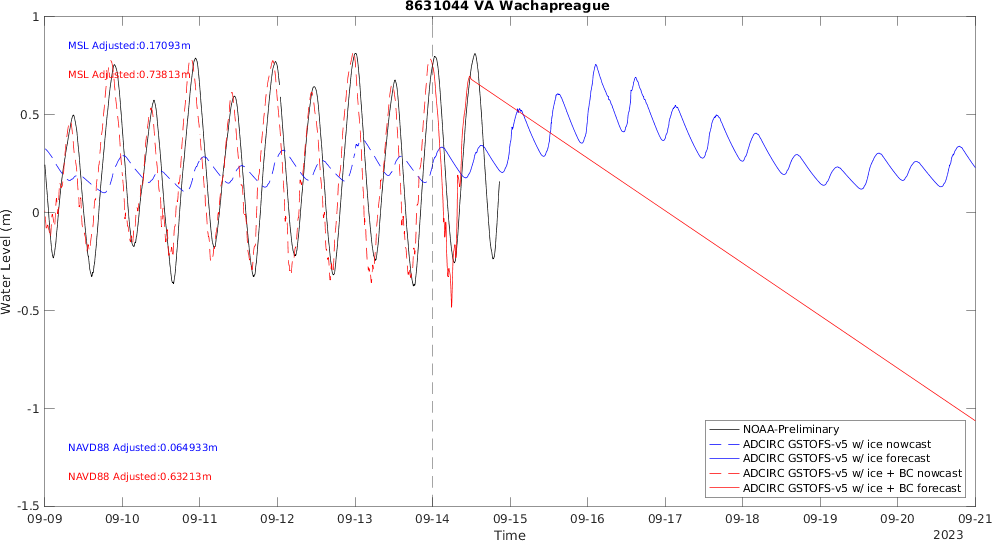 8631044 VA Wachapreague
1
MSL Adjusted:0.17093m
MSL Adjusted:0.73813m
0.5
0
Water Level (m)
-0.5
-1
NOAA-Preliminary
NAVD88 Adjusted:0.064933m
ADCIRC GSTOFS-v5 w/ ice nowcast
ADCIRC GSTOFS-v5 w/ ice forecast
NAVD88 Adjusted:0.63213m
ADCIRC GSTOFS-v5 w/ ice + BC nowcast
ADCIRC GSTOFS-v5 w/ ice + BC forecast
-1.5
09-09 09-10 09-11 09-12 09-13 09-14 09-15 09-16 09-17 09-18 09-19 09-20 09-21
Time
2023